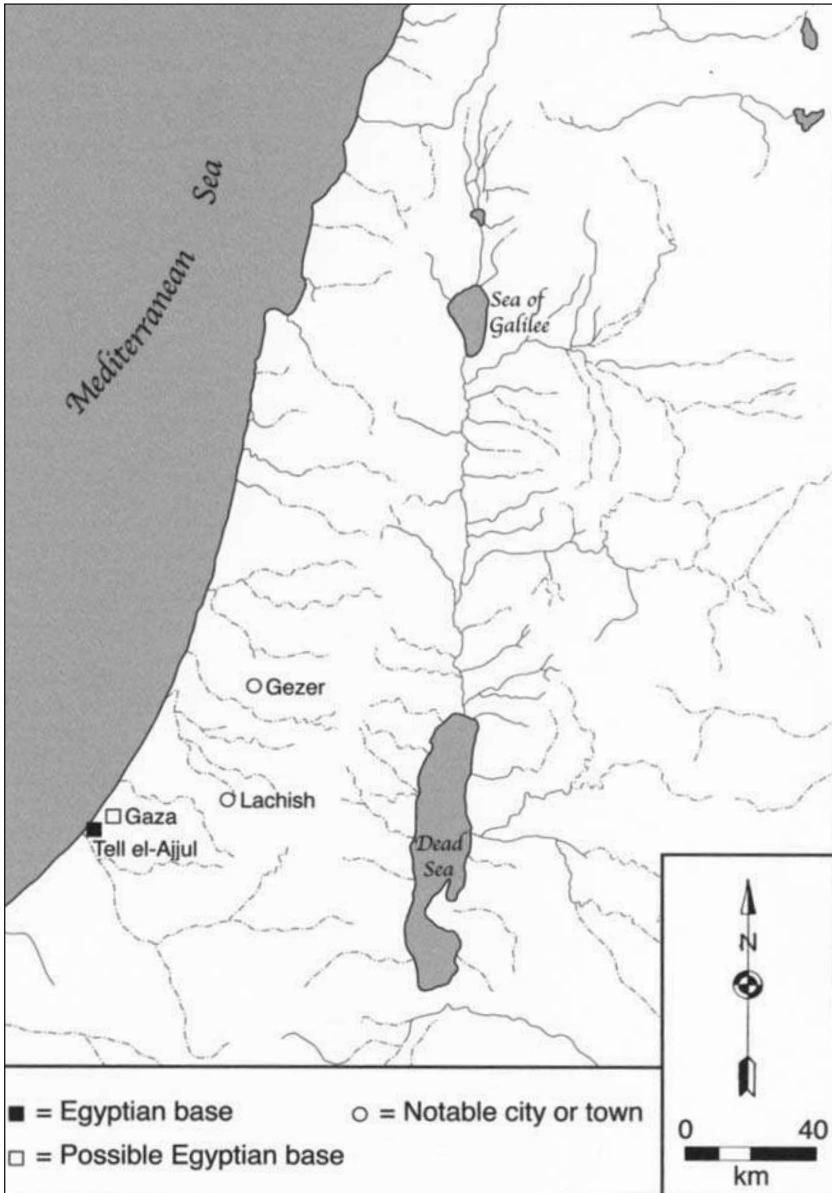 Mediterranean Sea
Sea of
Galilee
Gezer
Lachish
Gaza
Tell el-Ajjul
Dead
Sea
N
■ = Egyptian base
○ = Notable city or town
□ = Possible Egyptian base
0 40
km